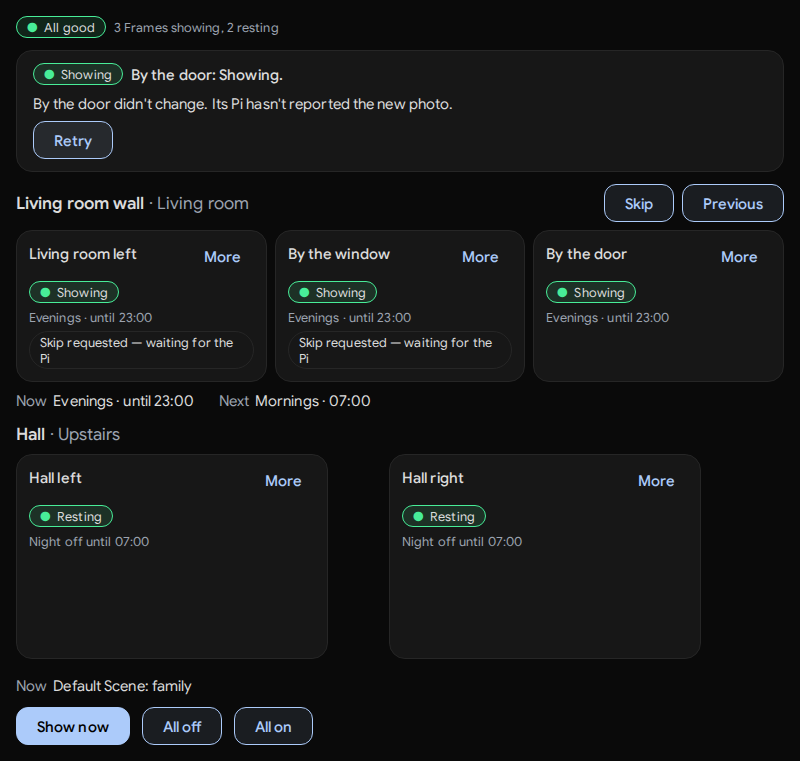 All good 3 Frames showing, 2 resting
Showing By the door: Showing.
By the door didn't change. Its Pi hasn't reported the new photo.
Retry
Living room wall · Living room Skip Previous
Living room left More
Showing
Evenings · until 23:00
Skip requested — waiting for the
Pi
By the window More
Showing
Evenings · until 23:00
Skip requested — waiting for the
Pi
By the door More
Showing
Evenings · until 23:00
Now Evenings · until 23:00 Next Mornings · 07:00
Hall · Upstairs
Hall left More
Resting
Night off until 07:00
Hall right More
Resting
Night off until 07:00
Now Default Scene: family
Show now All off All on